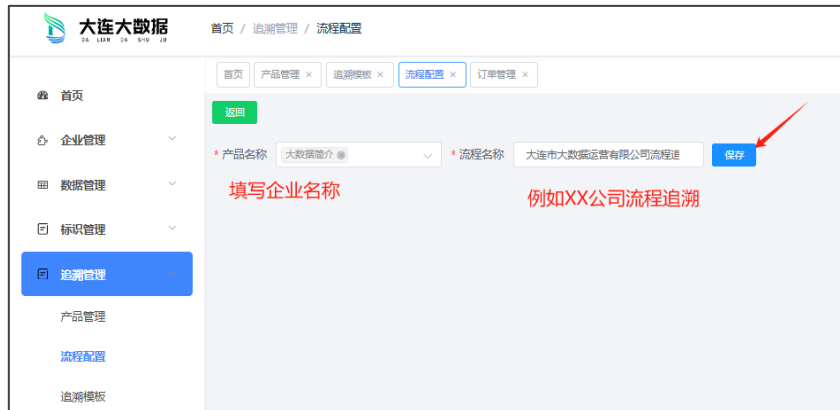 大连大数据
DA LIAN DA SHU JU
首页 / 追溯管理 / 流程配置
首页 产品管理 × 追溯模板 × 流程配置 × 订单管理 ×
首页
返回
企业管理
* 产品名称 大数据简介 * 流程名称 大连市大数据运营有限公司流程追 保存
数据管理
填写企业名称
例如XX公司流程追溯
标识管理
追溯管理
产品管理
流程配置
追溯模板